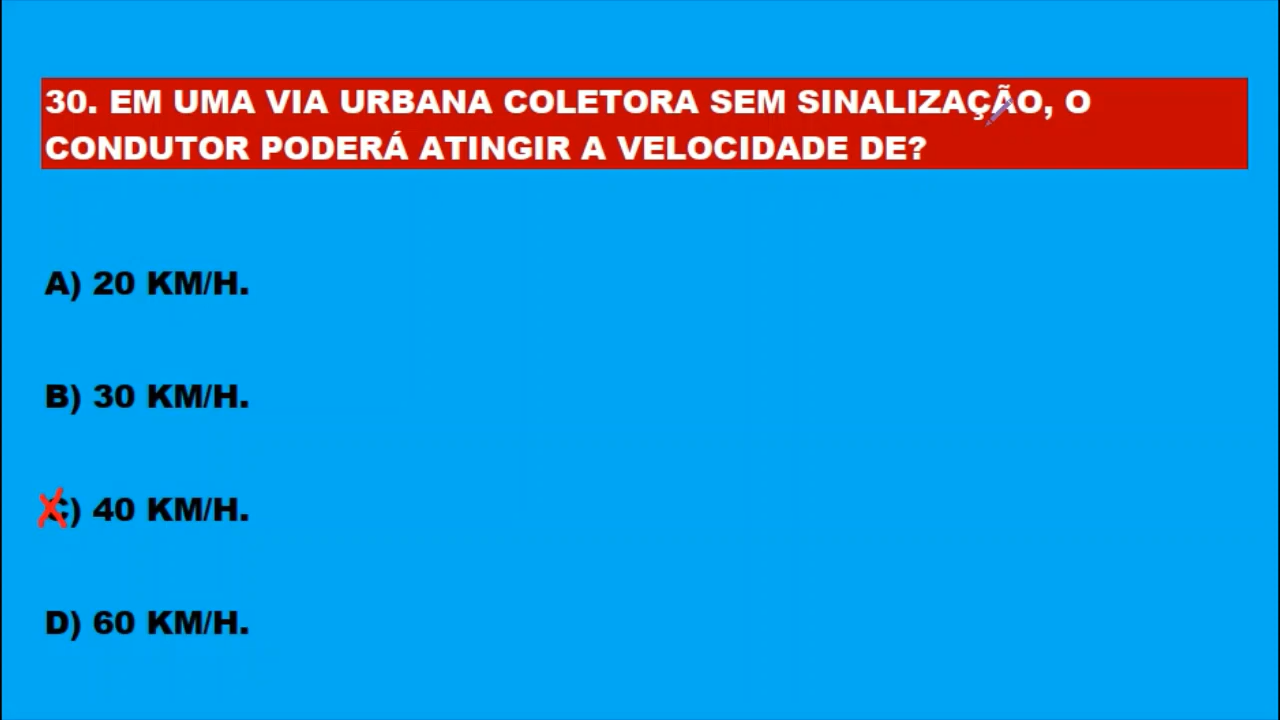 30. EM UMA VIA URBANA COLETORA SEM SINALIZAÇÃO, O
CONDUTOR PODERÁ ATINGIR A VELOCIDADE DE?
A) 20 KM/H.
B) 30 KM/H.
C) 40 KM/H.
D) 60 KM/H.